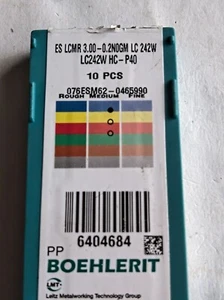 ES LCMR 3.00-0.2N0GM LC 242W
LC242W HC-P40
10 PCS
076ESM62-0465990
ROUGH MEDIUM FINE
6404684
PP
BOEHLERIT
LMT
Leitz Metalworking Technology Group